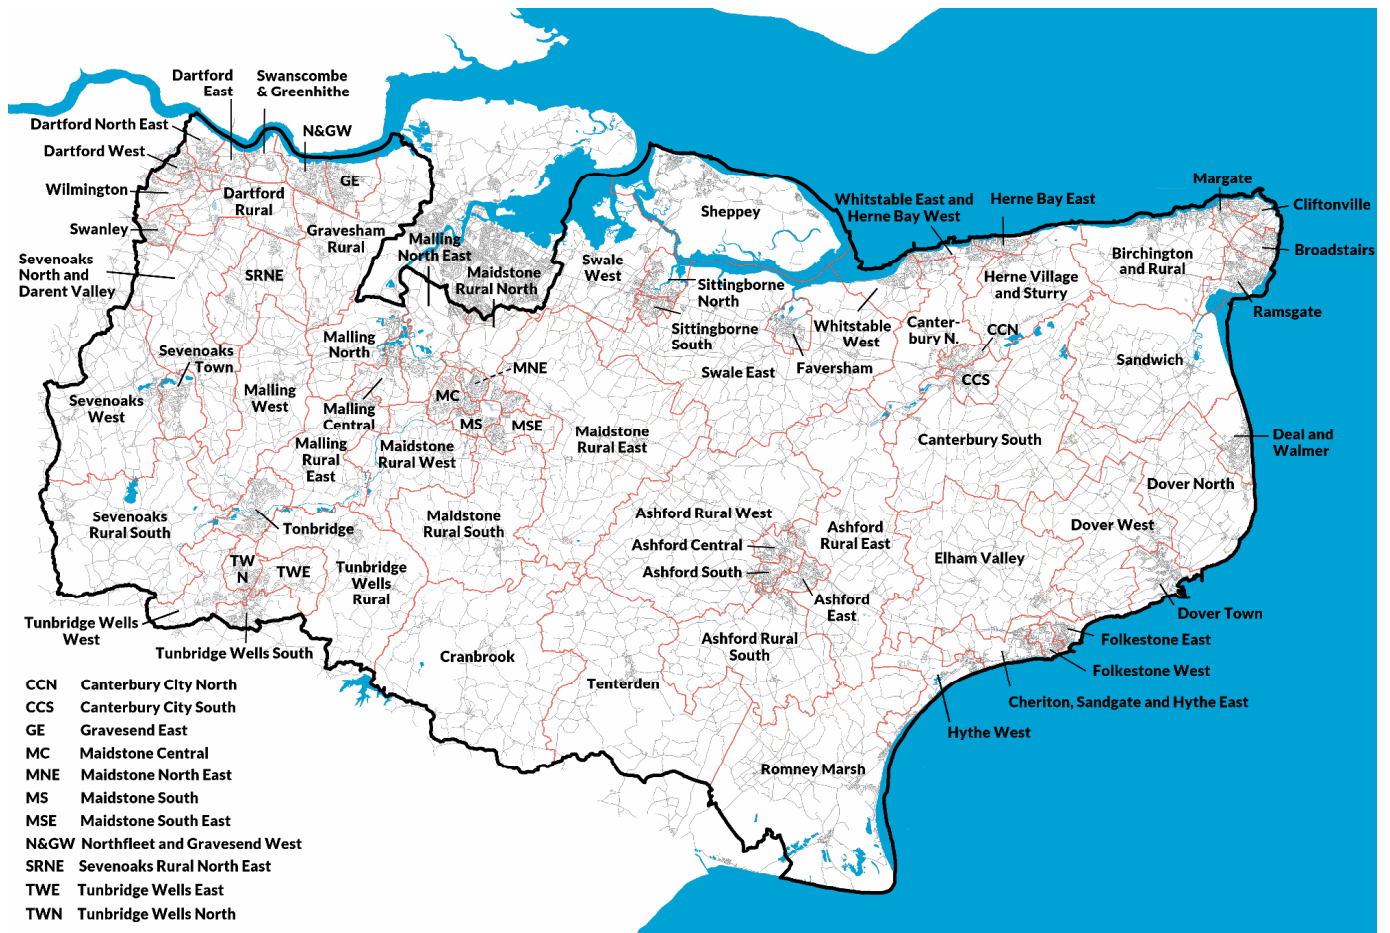 Dartford
East
Swanscombe
& Greenhithe
Dartford North East
N&GW
Dartford West
GE
Wilmington
Dartford
Rural
Swanley
Gravesham
Rural
Sevenoaks
North and
Darent Valley
SRNE
Malling
North East
Maidstone
Rural North
Sheppey
Swale
West
Sittingborne
North
Sittingborne
South
Whitstable East and
Herne Bay West
Herne Bay East
Margate
Cliftonville
Broadstairs
Birchington
and Rural
Ramsgate
Herne Village
and Sturry
Whitstable
West
Canter-
bury N.
CCN
CCS
Faversham
Swale East
Sandwich
Sevenoaks
Town
Sevenoaks
West
Malling
West
Malling
North
Malling
Central
MNE
MC
MS
MSE
Malling
Rural
East
Maidstone
Rural West
Maidstone
Rural East
Canterbury South
Deal and
Walmer
Dover North
Sevenoaks
Rural South
Tonbridge
Maidstone
Rural South
Ashford Rural West
Ashford Central
Ashford South
Ashford
Rural East
Ashford
East
Dover West
Elham Valley
Dover Town
TW
N
TWE
Tunbridge
Wells
Rural
Tunbridge Wells
West
Tunbridge Wells South
Cranbrook
Ashford Rural
South
Tenterden
Folkestone East
Folkestone West
Cheriton, Sandgate and Hythe East
Hythe West
Romney Marsh
CCN Canterbury City North
CCS Canterbury City South
GE Gravesend East
MC Maidstone Central
MNE Maidstone North East
MS Maidstone South
MSE Maidstone South East
N&GW Northfleet and Gravesend West
SRNE Sevenoaks Rural North East
TWE Tunbridge Wells East
TWN Tunbridge Wells North